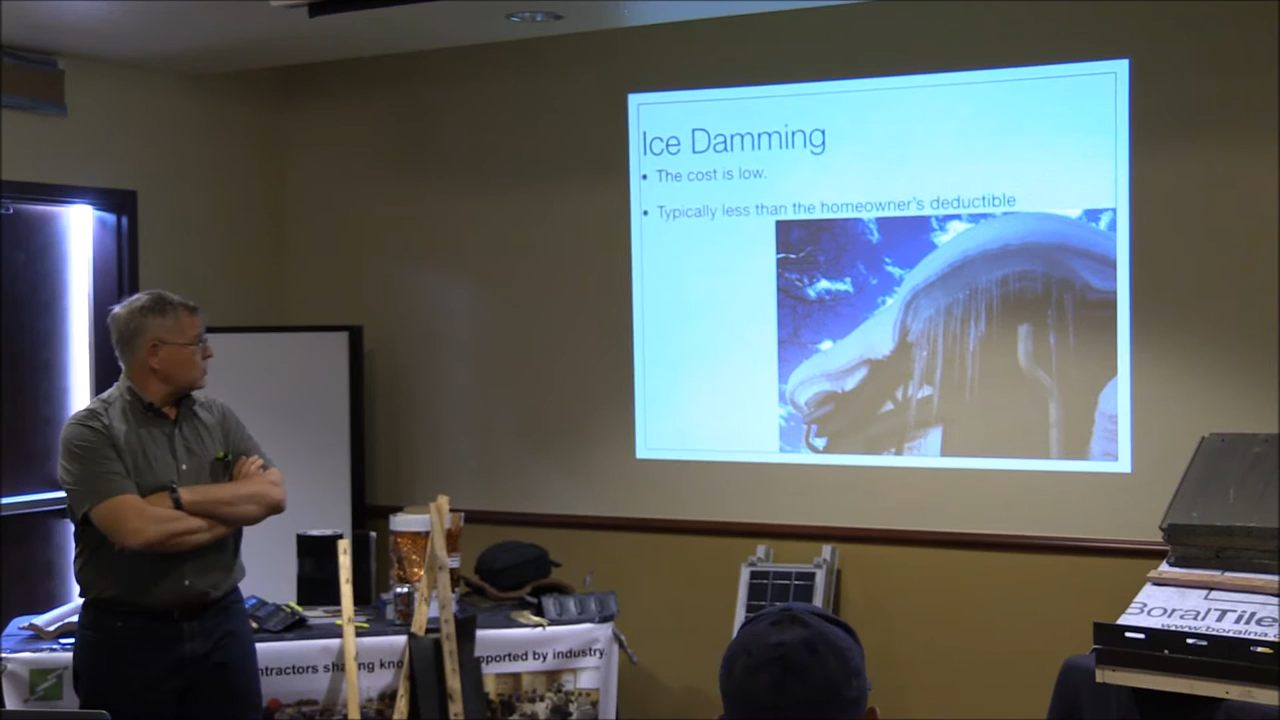 Ice Damming
• The cost is low.
• Typically less than the homeowner's deductible
ntractors sharing kno
pported by industry
BoralTile
www.boralna.c